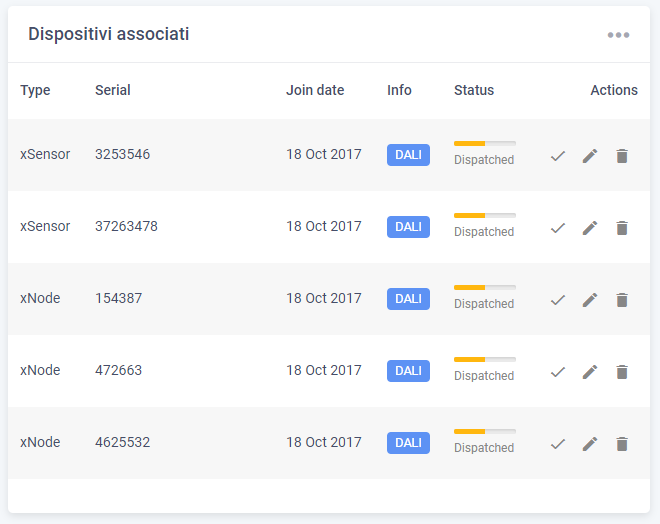 Dispositivi associati
Type Serial Join date Info Status Actions
xSensor 3253546 18 Oct 2017 DALI Dispatched
xSensor 37263478 18 Oct 2017 DALI Dispatched
xNode 154387 18 Oct 2017 DALI Dispatched
xNode 472663 18 Oct 2017 DALI Dispatched
xNode 4625532 18 Oct 2017 DALI Dispatched